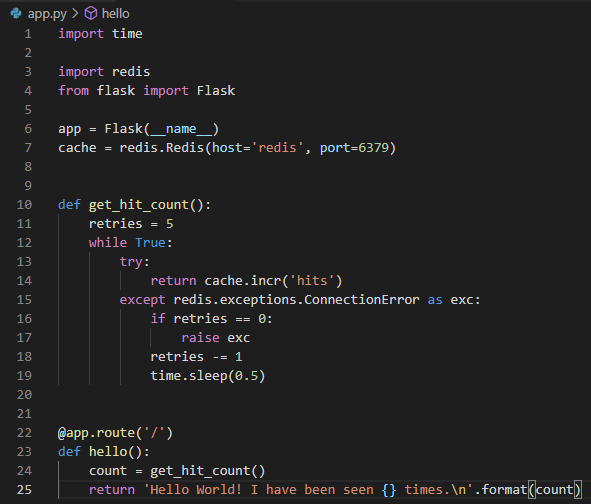 app.py > hello
1 import time
2
3 import redis
4 from flask import Flask
5
6 app = Flask(__name__)
7 cache = redis.Redis(host='redis', port=6379)
8
9
10 def get_hit_count():
11     retries = 5
12     while True:
13         try:
14             return cache.incr('hits')
15         except redis.exceptions.ConnectionError as exc:
16             if retries == 0:
17                 raise exc
18             retries -= 1
19             time.sleep(0.5)
20
21
22 @app.route('/')
23 def hello():
24     count = get_hit_count()
25     return 'Hello World! I have been seen {} times.\n'.format(count)